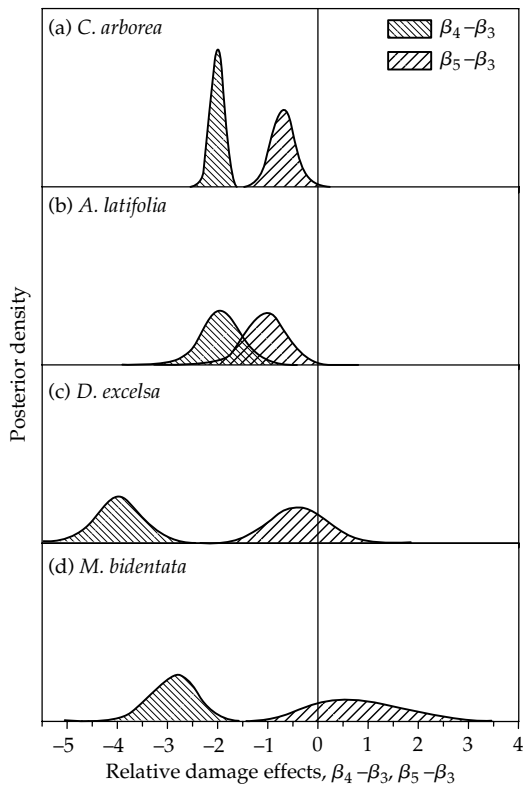 (a) C. arborea
β4–β3
β5–β3
(b) A. latifolia
Posterior density
(c) D. excelsa
(d) M. bidentata
–5 –4 –3 –2 –1 0 1 2 3 4
Relative damage effects, β4–β3, β5–β3